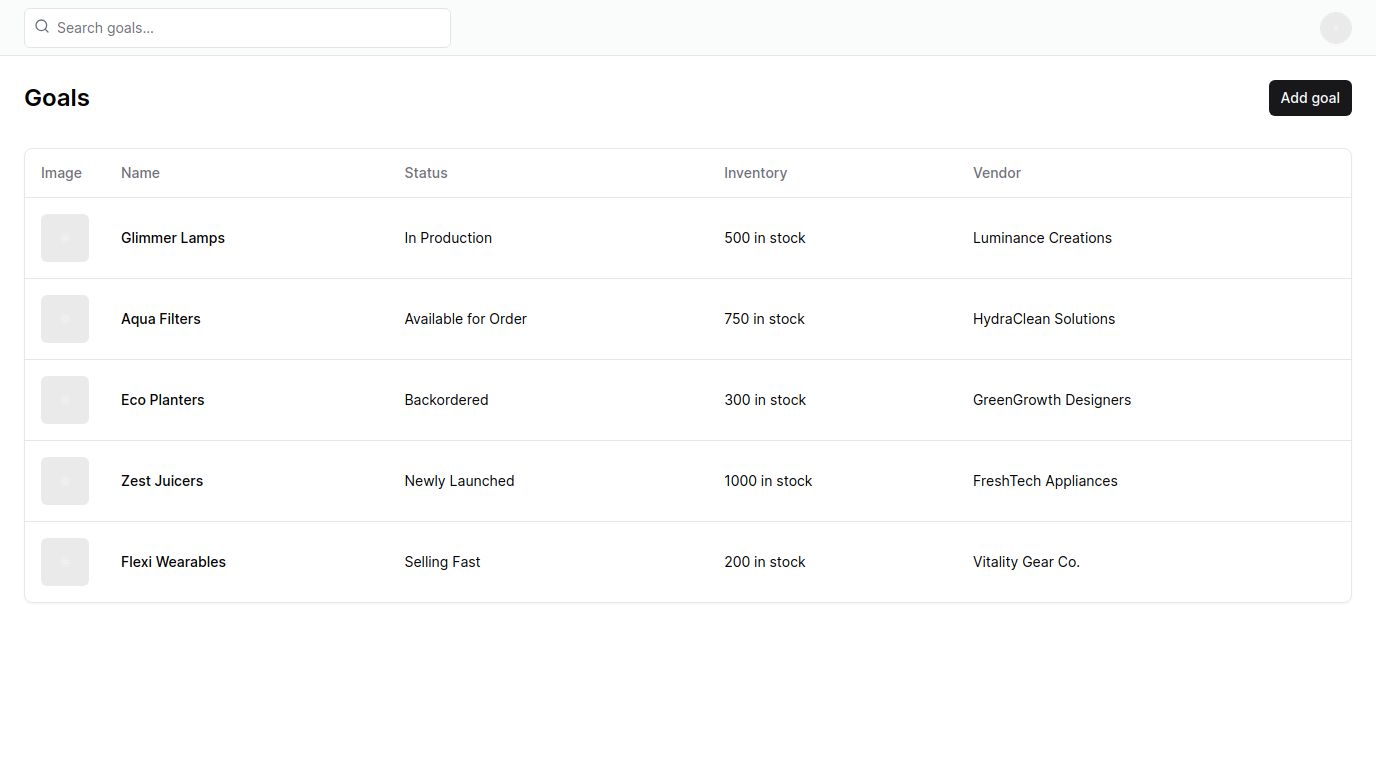 Search goals...
Goals
Add goal
Image Name Status Inventory Vendor
Glimmer Lamps In Production 500 in stock Luminance Creations
Aqua Filters Available for Order 750 in stock HydraClean Solutions
Eco Planters Backordered 300 in stock GreenGrowth Designers
Zest Juicers Newly Launched 1000 in stock FreshTech Appliances
Flexi Wearables Selling Fast 200 in stock Vitality Gear Co.